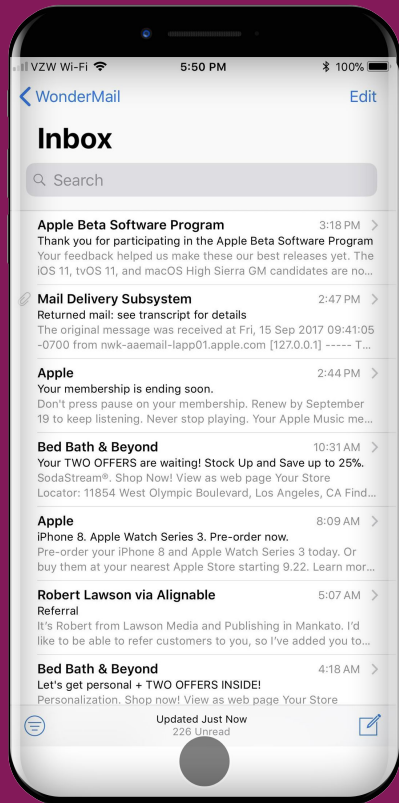 VZW Wi-Fi 5:50 PM 100%
WonderMail Edit
Inbox
Search
Apple Beta Software Program 3:18 PM
Thank you for participating in the Apple Beta Software Program
Your feedback helped us make these our best releases yet. The
iOS 11, tvOS 11, and macOS High Sierra GM candidates are no...
Mail Delivery Subsystem 2:47 PM
Returned mail: see transcript for details
The original message was received at Fri, 15 Sep 2017 09:41:05
-0700 from nwk-aaemail-lapp01.apple.com [127.0.0.1] ----- T...
Apple 2:44 PM
Your membership is ending soon.
Don't press pause on your membership. Renew by September
19 to keep listening. Never stop playing. Your Apple Music me...
Bed Bath & Beyond 10:31 AM
Your TWO OFFERS are waiting! Stock Up and Save up to 25%.
SodaStream®. Shop Now! View as web page Your Store
Locator: 11854 West Olympic Boulevard, Los Angeles, CA Find...
Apple 8:09 AM
iPhone 8. Apple Watch Series 3. Pre-order now.
Pre-order your iPhone 8 and Apple Watch Series 3 today. Or
buy them at your nearest Apple Store starting 9.22. Learn mor...
Robert Lawson via Alignable 5:07 AM
Referral
It's Robert from Lawson Media and Publishing in Mankato. I'd
like to be able to refer customers to you, so I've added you to...
Bed Bath & Beyond 4:18 AM
Let's get personal + TWO OFFERS INSIDE!
Personalization. Shop now! View as web page Your Store
Updated Just Now
226 Unread